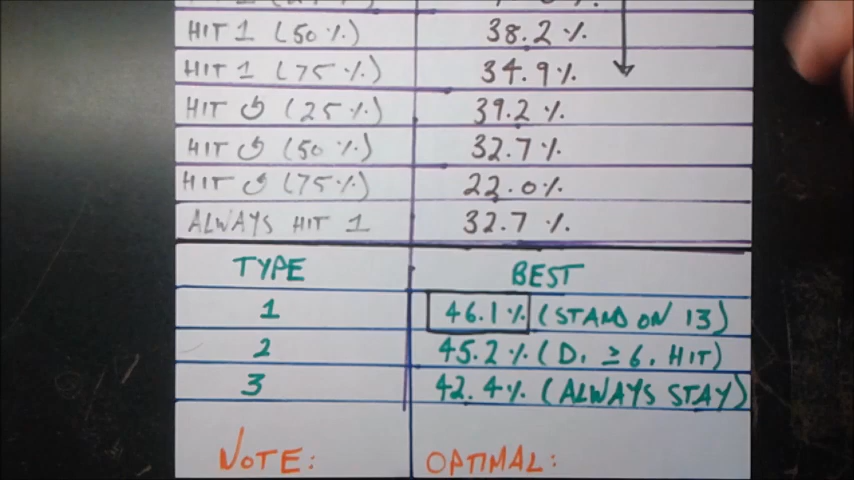 HIT 1 (50%) 38.2%
HIT 1 (75%) 34.9%
HIT ↺ (25%) 39.2%
HIT ↺ (50%) 32.7%
HIT ↺ (75%) 22.0%
ALWAYS HIT 1 32.7%
TYPE BEST
1 46.1% (STAND ON 13)
2 45.2% (D. ≥ 6, HIT)
3 42.4% (ALWAYS STAY)
NOTE: OPTIMAL: